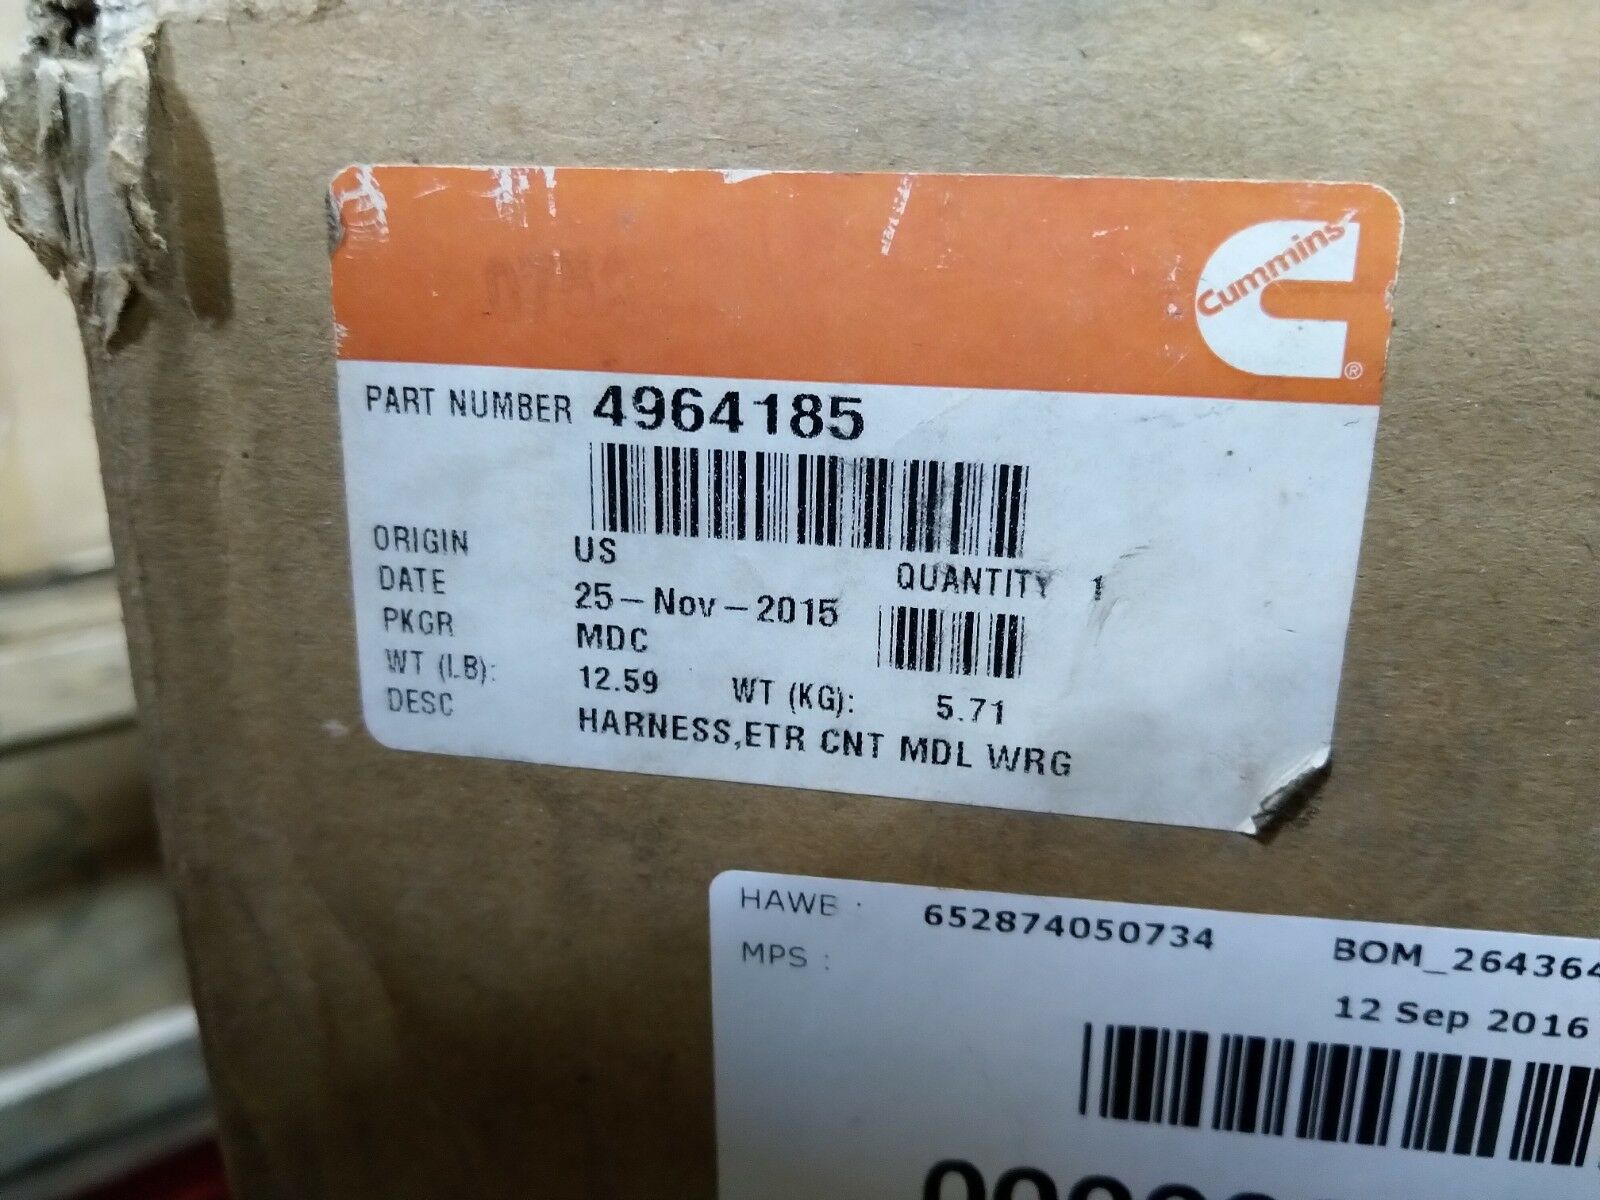 Cummins
®
PART NUMBER 4964185
ORIGIN US QUANTITY 1
DATE 25-Nov-2015
PKGR MDC
WT (LB): 12.59 WT (KG): 5.71
DESC HARNESS,ETR CNT MDL WRG
HAWB : 652874050734 BOM_264364
MPS : 12 Sep 2016